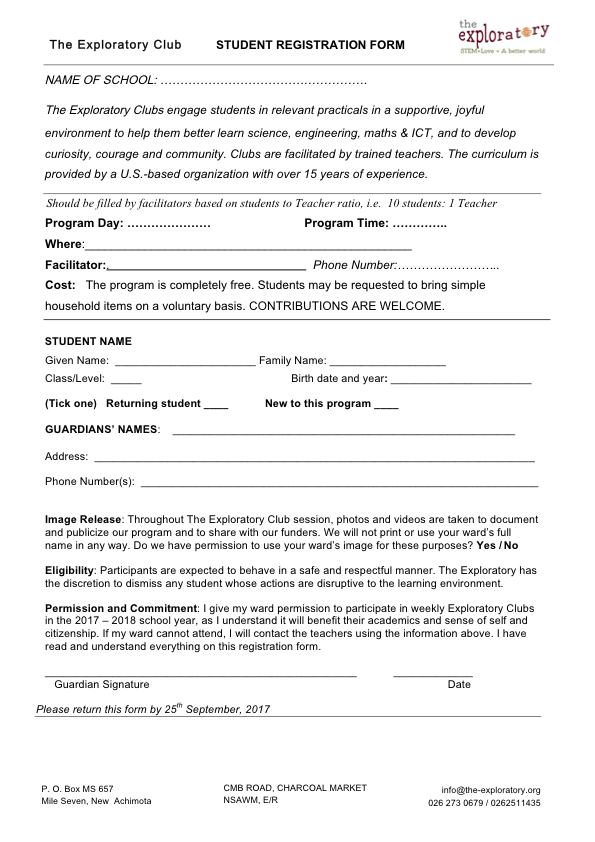 The Exploratory Club STUDENT REGISTRATION FORM
the
exploratory
STEM+Love = A better world
NAME OF SCHOOL: ……………………………….…………….
The Exploratory Clubs engage students in relevant practicals in a supportive, joyful
environment to help them better learn science, engineering, maths & ICT, and to develop
curiosity, courage and community. Clubs are facilitated by trained teachers. The curriculum is
provided by a U.S.-based organization with over 15 years of experience.
Should be filled by facilitators based on students to Teacher ratio, i.e. 10 students: 1 Teacher
Program Day: ………………… Program Time: …………..
Where:__________________________________________________
Facilitator:.______________________________ Phone Number:……………………...
Cost: The program is completely free. Students may be requested to bring simple
household items on a voluntary basis. CONTRIBUTIONS ARE WELCOME.
STUDENT NAME
Given Name: _______________________ Family Name: ___________________
Class/Level: _____ Birth date and year: _______________________
(Tick one) Returning student ____ New to this program ____
GUARDIANS' NAMES: ________________________________________________________
Address: ________________________________________________________________________
Phone Number(s): _________________________________________________________________
Image Release: Throughout The Exploratory Club session, photos and videos are taken to document
and publicize our program and to share with our funders. We will not print or use your ward's full
name in any way. Do we have permission to use your ward's image for these purposes? Yes / No
Eligibility: Participants are expected to behave in a safe and respectful manner. The Exploratory has
the discretion to dismiss any student whose actions are disruptive to the learning environment.
Permission and Commitment: I give my ward permission to participate in weekly Exploratory Clubs
in the 2017 – 2018 school year, as I understand it will benefit their academics and sense of self and
citizenship. If my ward cannot attend, I will contact the teachers using the information above. I have
read and understand everything on this registration form.
___________________________________________________ _____________
Guardian Signature Date
Please return this form by 25th September, 2017
P. O. Box MS 657 CMB ROAD, CHARCOAL MARKET info@the-exploratory.org
Mile Seven, New Achimota NSAWM, E/R 026 273 0679 / 0262511435